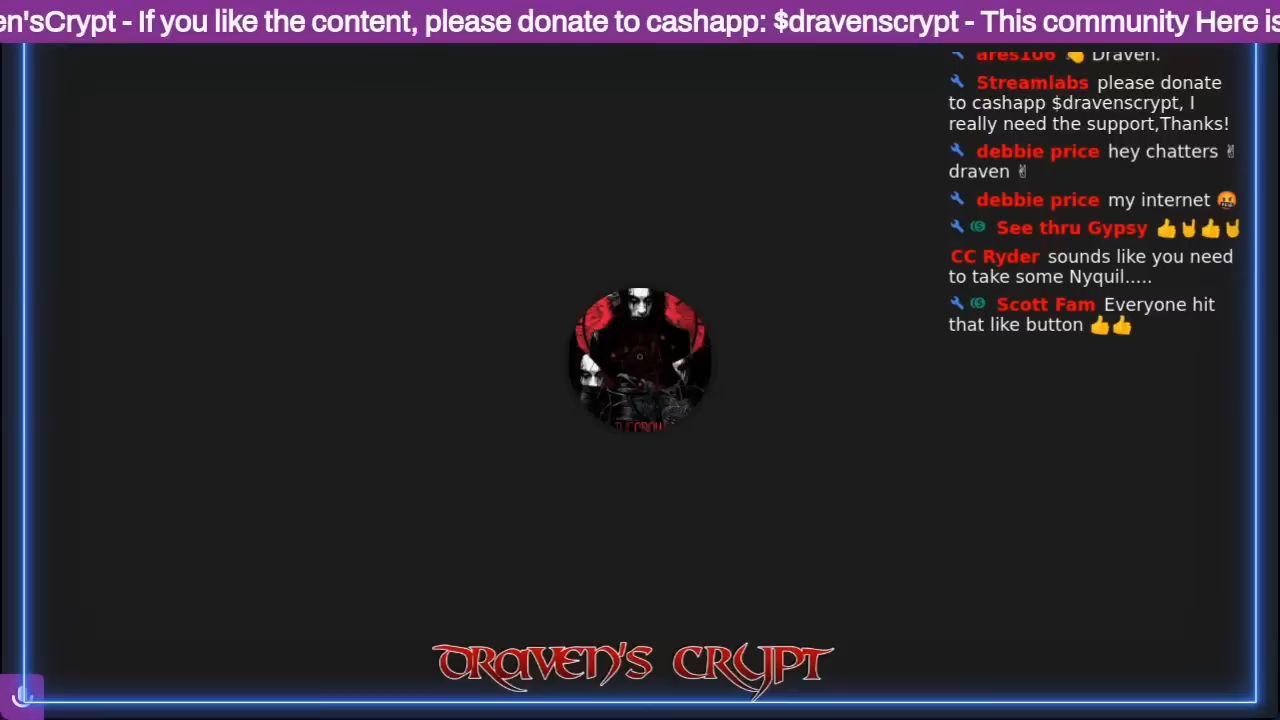 en'sCrypt - If you like the content, please donate to cashapp: $dravenscrypt - This community Here is
ares106 🤜 Draven.
Streamlabs please donate
to cashapp $dravenscrypt, I
really need the support,Thanks!
debbie price hey chatters ✌
draven ✌
debbie price my internet 🤬
See thru Gypsy 👍🤘👍🤘
CC Ryder sounds like you need
to take some Nyquil.....
Scott Fam Everyone hit
that like button 👍👍
DRAVEN'S CRYPT